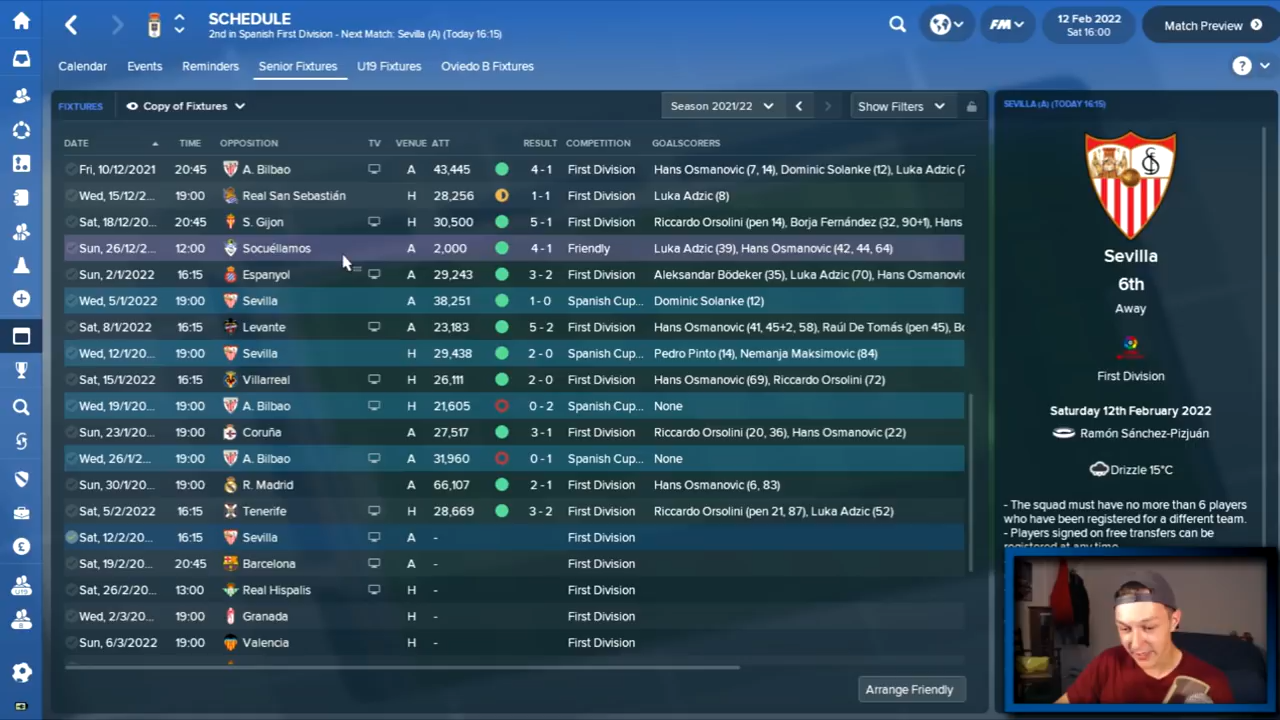 SCHEDULE
2nd in Spanish First Division - Next Match: Sevilla (A) (Today 16:15)
FM
12 Feb 2022
Sat 16:00
Match Preview
Calendar Events Reminders Senior Fixtures U19 Fixtures Oviedo B Fixtures
?
FIXTURES Copy of Fixtures Season 2021/22 Show Filters
DATE TIME OPPOSITION TV VENUE ATT RESULT COMPETITION GOALSCORERS
Fri, 10/12/2021 20:45 A. Bilbao A 43,445 4 - 1 First Division Hans Osmanovic (7, 14), Dominic Solanke (12), Luka Adzic (7
Wed, 15/12/2... 19:00 Real San Sebastián H 28,256 1 - 1 First Division Luka Adzic (8)
Sat, 18/12/20... 20:45 S. Gijon H 30,500 5 - 1 First Division Riccardo Orsolini (pen 14), Borja Fernández (32, 90+1), Hans
Sun, 26/12/2... 12:00 Socuéllamos A 2,000 4 - 1 Friendly Luka Adzic (39), Hans Osmanovic (42, 44, 64)
Sun, 2/1/2022 16:15 Espanyol A 29,243 3 - 2 First Division Aleksandar Bödeker (35), Luka Adzic (70), Hans Osmanovic
Wed, 5/1/2022 19:00 Sevilla A 38,251 1 - 0 Spanish Cup... Dominic Solanke (12)
Sat, 8/1/2022 16:15 Levante A 23,183 5 - 2 First Division Hans Osmanovic (41, 45+2, 58), Raúl De Tomás (pen 45), Bo
Wed, 12/1/20... 19:00 Sevilla H 29,438 2 - 0 Spanish Cup... Pedro Pinto (14), Nemanja Maksimovic (84)
Sat, 15/1/2022 16:15 Villarreal H 26,111 2 - 0 First Division Hans Osmanovic (69), Riccardo Orsolini (72)
Wed, 19/1/20... 19:00 A. Bilbao H 21,605 0 - 2 Spanish Cup... None
Sun, 23/1/20... 19:00 Coruña A 27,517 3 - 1 First Division Riccardo Orsolini (20, 36), Hans Osmanovic (22)
Wed, 26/1/2... 19:00 A. Bilbao A 31,960 0 - 1 Spanish Cup... None
Sun, 30/1/20... 19:00 R. Madrid A 66,107 2 - 1 First Division Hans Osmanovic (6, 83)
Sat, 5/2/2022 16:15 Tenerife H 28,669 3 - 2 First Division Riccardo Orsolini (pen 21, 87), Luka Adzic (52)
Sat, 12/2/20... 16:15 Sevilla A - First Division
Sat, 19/2/20... 20:45 Barcelona A - First Division
Sat, 26/2/20... 13:00 Real Hispalis H - First Division
Wed, 2/3/20... 19:00 Granada H - First Division
Sun, 6/3/2022 19:00 Valencia H - First Division
Arrange Friendly
SEVILLA (A) (TODAY 16:15)
Sevilla
6th
Away
First Division
Saturday 12th February 2022
Ramón Sánchez-Pizjuán
Drizzle 15°C
- The squad must have no more than 6 players
who have been registered for a different team.
- Players signed on free transfers can be
registered at any time
U19
B